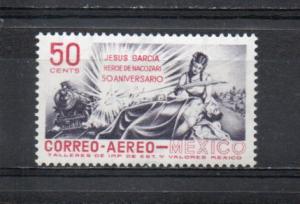 50
CENTS
JESUS GARCIA
HEROE DE NACOZARI
50 ANIVERSARIO
CORREO-AEREO-MEXICO
TALLERES DE IMP. DE EST. Y VALORES MEXICO